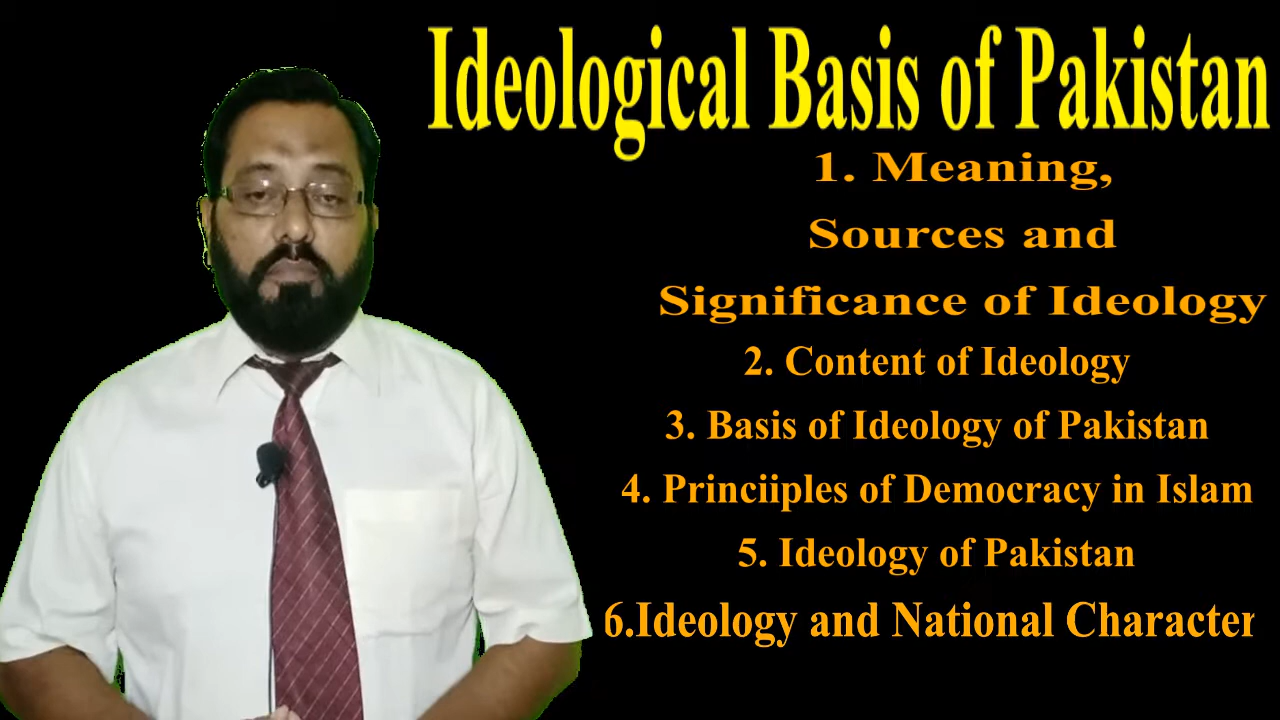 Ideological Basis of Pakistan
1. Meaning,
Sources and
Significance of Ideology
2. Content of Ideology
3. Basis of Ideology of Pakistan
4. Princiiples of Democracy in Islam
5. Ideology of Pakistan
6.Ideology and National Character